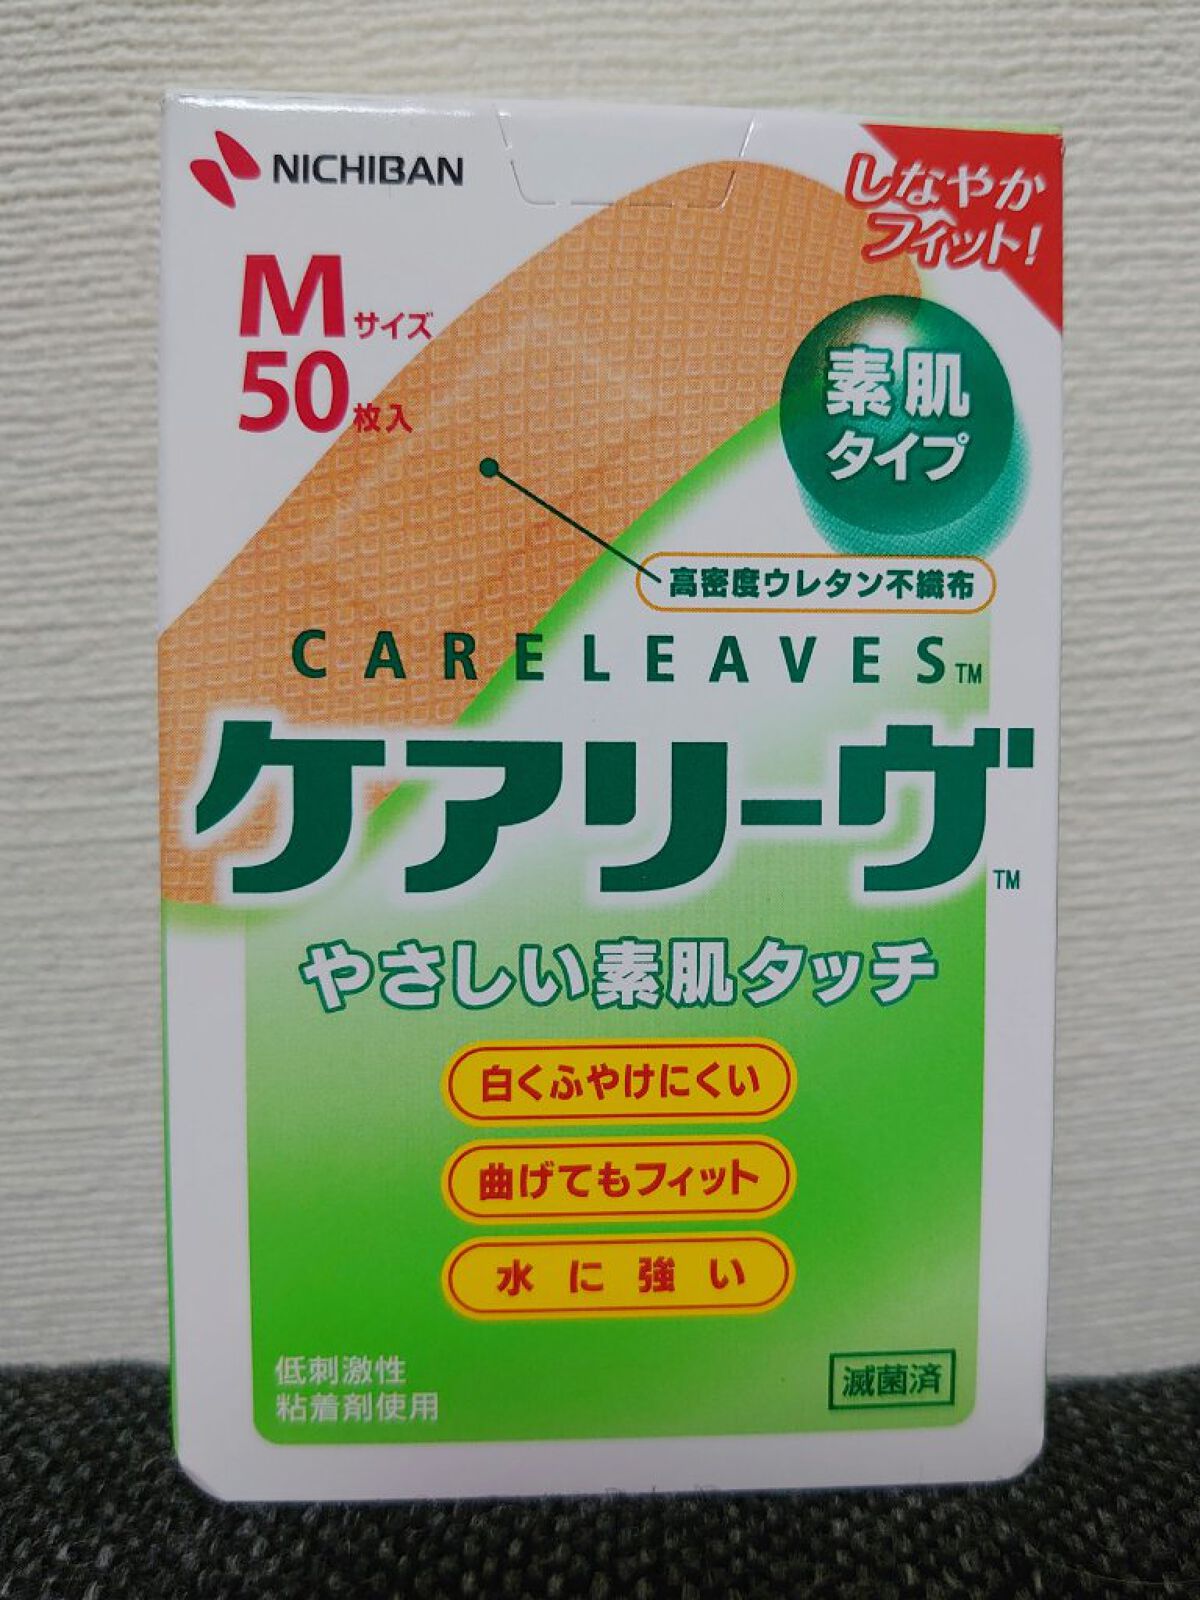 NICHIBAN
しなやか
フィット!
Mサイズ
50枚入
素肌
タイプ
高密度ウレタン不織布
CARELEAVES™
ケアリーヴ™
やさしい素肌タッチ
白くふやけにくい
曲げてもフィット
水に強い
低刺激性
粘着剤使用
滅菌済